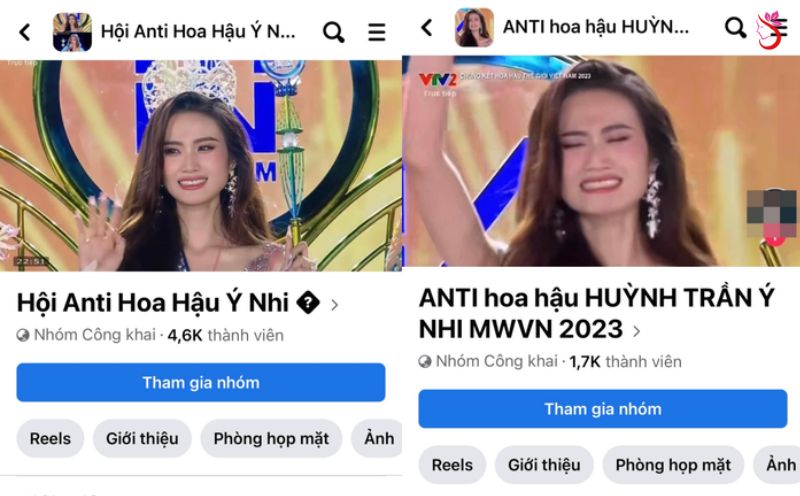 Hội Anti Hoa Hậu Ý N...
Trực tiếp
22:51
Hội Anti Hoa Hậu Ý Nhi
Nhóm Công khai · 4,6K thành viên
Tham gia nhóm
Reels
Giới thiệu
Phòng họp mặt
Ảnh
ANTI hoa hậu HUỲN...
VTV2
CHUNG KẾT HOA HẬU THẾ GIỚI VIỆT NAM 2023
Trực tiếp
ANTI hoa hậu HUỲNH TRẦN Ý
NHI MWVN 2023
Nhóm Công khai · 1,7K thành viên
Tham gia nhóm
Reels
Giới thiệu
Phòng họp mặt
Ảnh